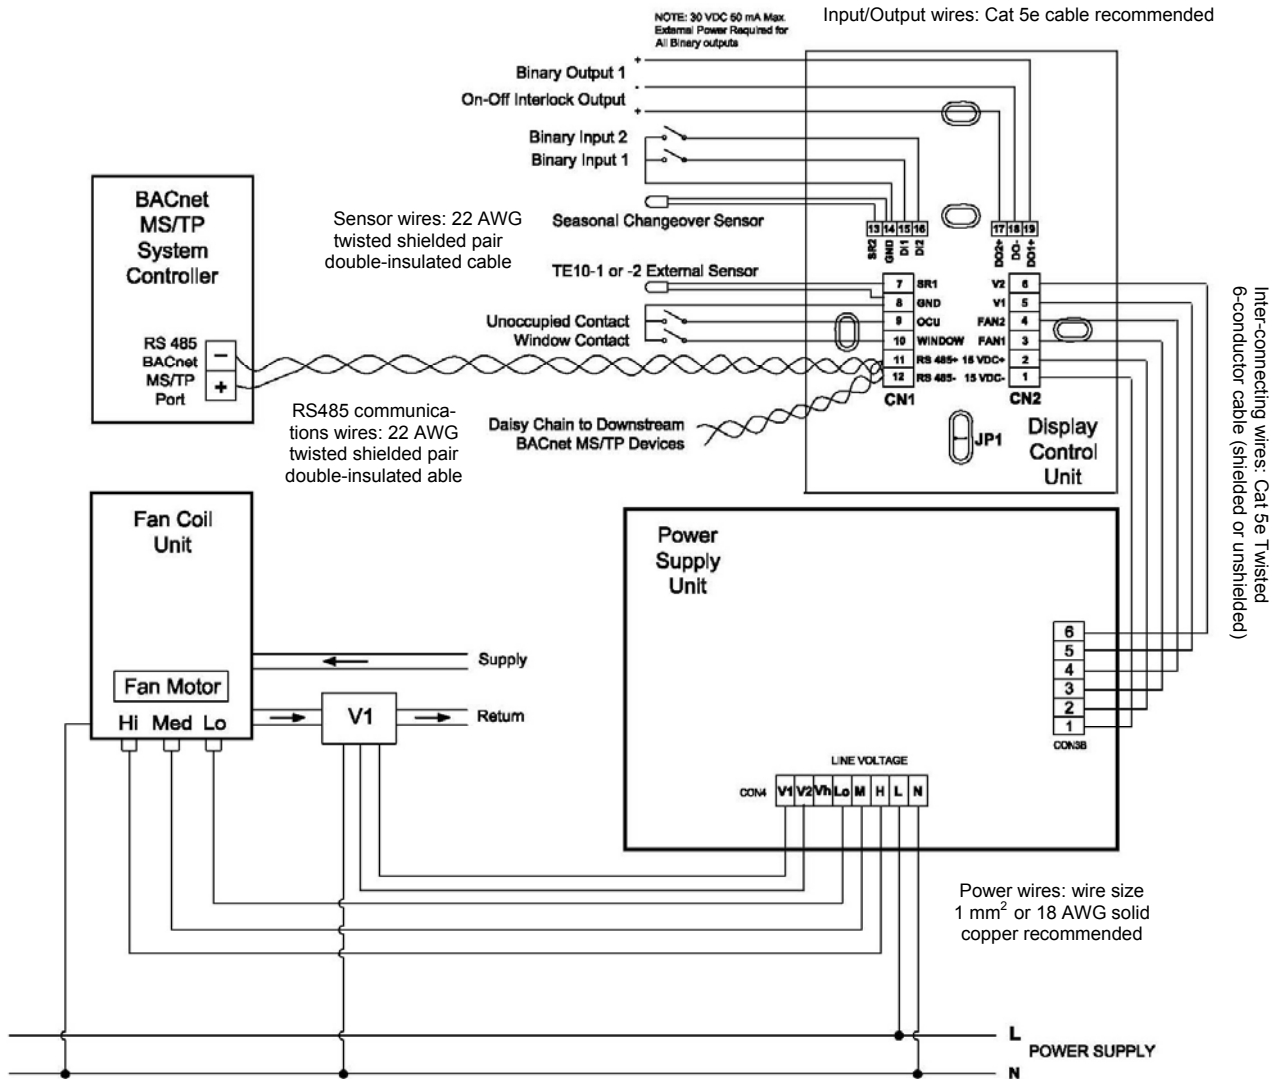 NOTE: 30 VDC 50 mA Max.
External Power Required for
All Binary outputs
Input/Output wires: Cat 5e cable recommended
+
Binary Output 1
-
On-Off Interlock Output
+
Binary Input 2
Binary Input 1
Seasonal Changeover Sensor
TE10-1 or -2 External Sensor
Unoccupied Contact
Window Contact
Daisy Chain to Downstream
BACnet MS/TP Devices
BACnet
MS/TP
System
Controller
RS 485
BACnet
MS/TP
Port
−
+
Sensor wires: 22 AWG
twisted shielded pair
double-insulated cable
RS485 communica-
tions wires: 22 AWG
twisted shielded pair
double-insulated able
13 14 15 16
SR2
GND
DI1
DI2
17 18 19
DO2+
DO-
DO1+
7 SR1
8 GND
9 OCU
10 WINDOW
11 RS 485+
12 RS 485-
CN1
V2 6
V1 5
FAN2 4
FAN1 3
15 VDC+ 2
15 VDC- 1
CN2
JP1
Display
Control
Unit
Inter-connecting wires: Cat 5e Twisted
6-conductor cable (shielded or unshielded)
Fan Coil
Unit
Fan Motor
Hi Med Lo
Supply
V1
Return
Power
Supply
Unit
6
5
4
3
2
1
CON3B
LINE VOLTAGE
CON4 V1 V2 Vh Lo M H L N
Power wires: wire size
1 mm² or 18 AWG solid
copper recommended
L
POWER SUPPLY
N